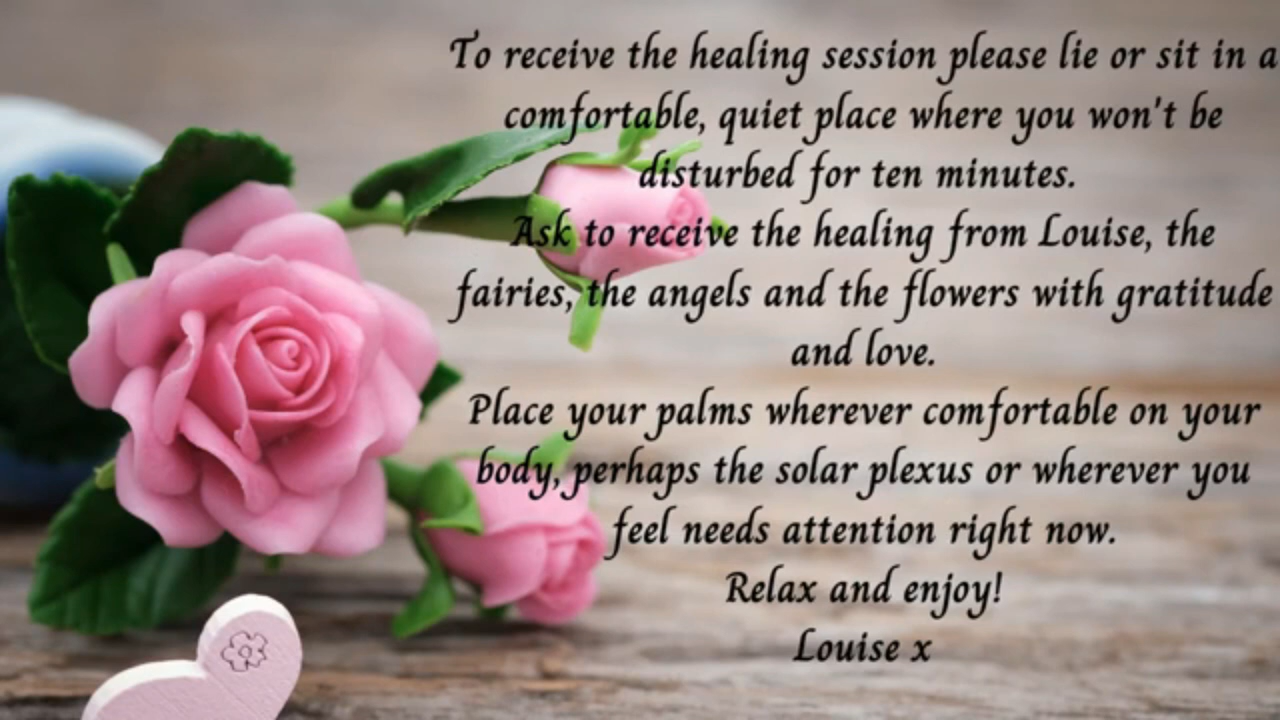 To receive the healing session please lie or sit in a
comfortable, quiet place where you won't be
disturbed for ten minutes.
Ask to receive the healing from Louise, the
fairies, the angels and the flowers with gratitude
and love.
Place your palms wherever comfortable on your
body, perhaps the solar plexus or wherever you
feel needs attention right now.
Relax and enjoy!
Louise x